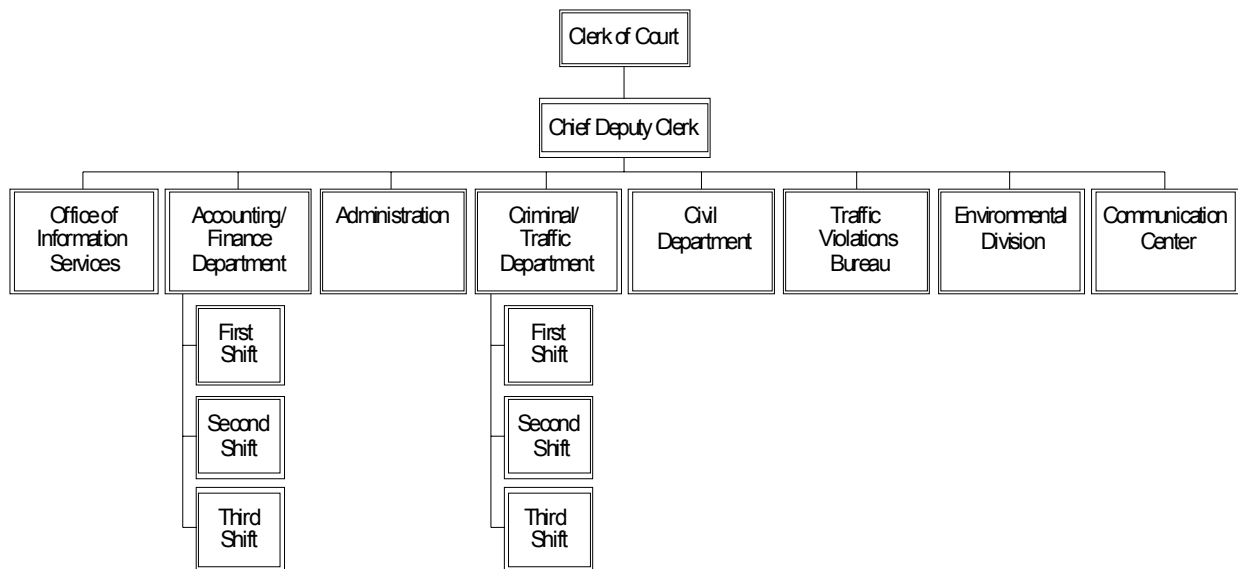 Clerk of Court
Chief Deputy Clerk
Office of
Information
Services
Accounting/
Finance
Department
Administration
Criminal/
Traffic
Department
Civil
Department
Traffic
Violations
Bureau
Environmental
Division
Communication
Center
First
Shift
Second
Shift
Third
Shift
First
Shift
Second
Shift
Third
Shift